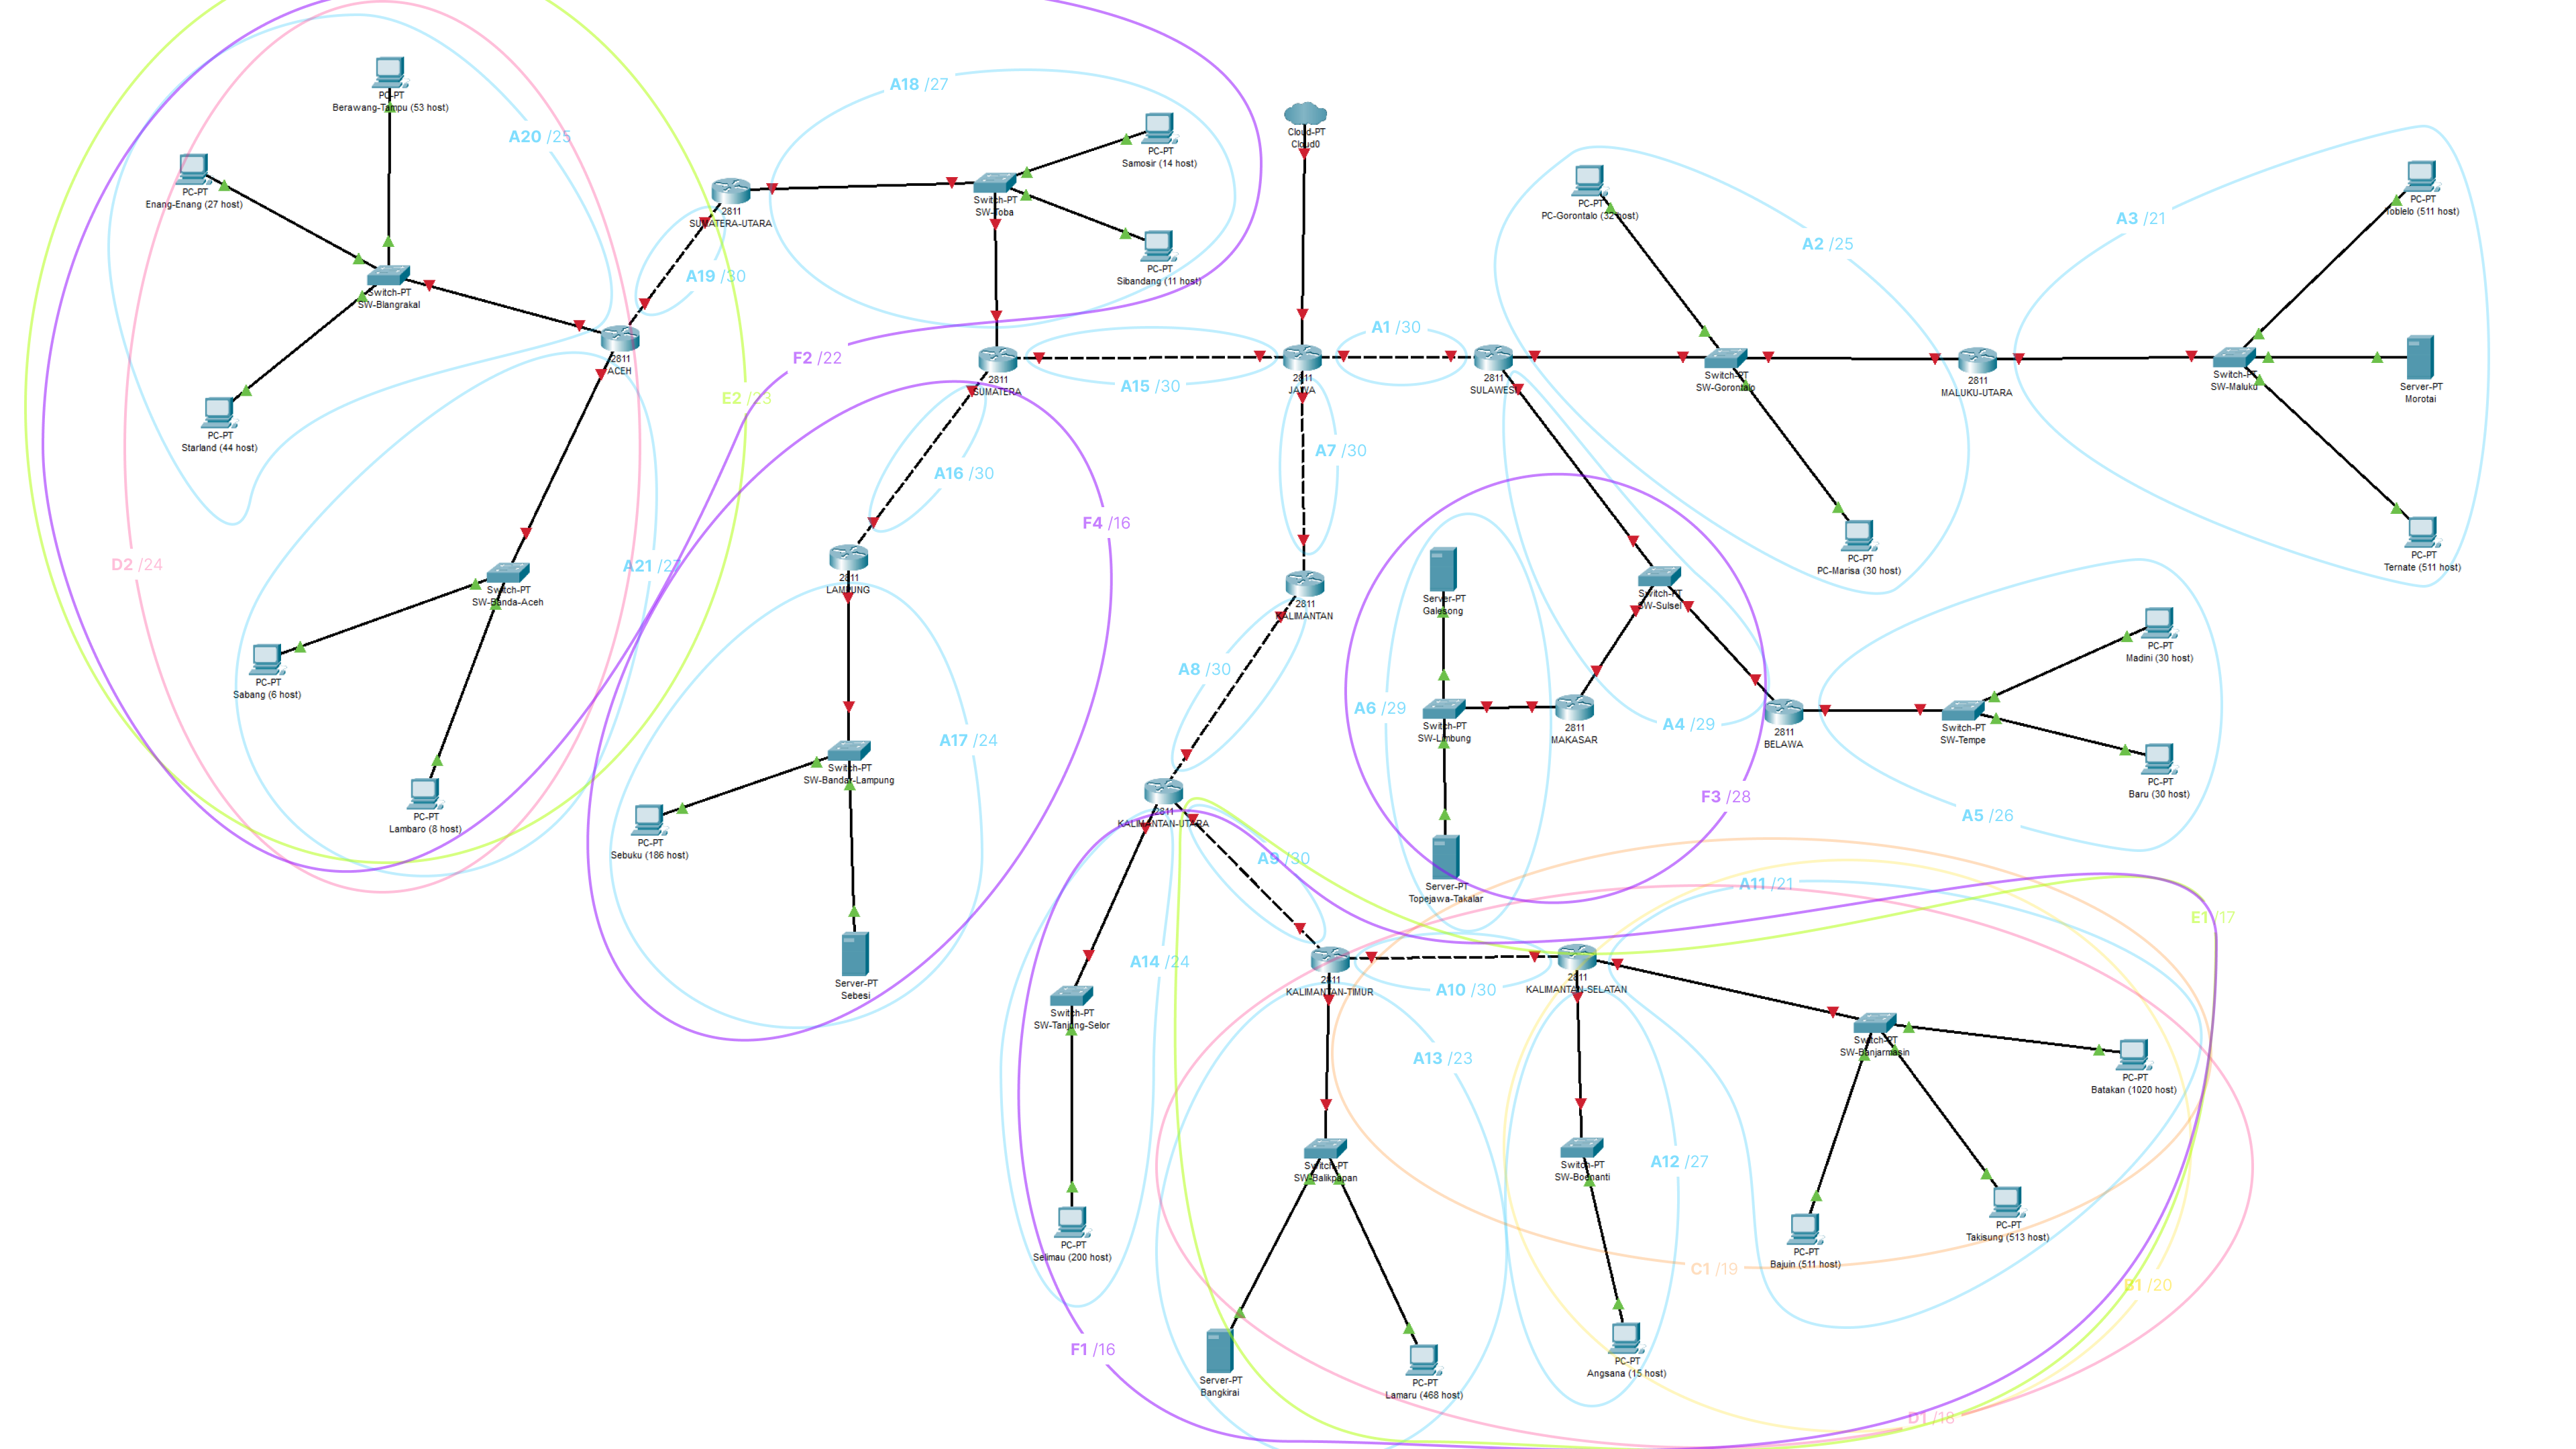 PC-PT
Berawang-Tampu (53 host)
A20 /25
PC-PT
Enang-Enang (27 host)
Switch-PT
SW-Blangrakal
PC-PT
Starland (44 host)
2811
ACEH
D2 /24
A21 /27
Switch-PT
SW-Banda-Aceh
PC-PT
Sabang (6 host)
PC-PT
Lambaro (8 host)
A18 /27
2811
SUMATERA-UTARA
A19 /30
Switch-PT
SW-Toba
PC-PT
Samosir (14 host)
PC-PT
Sibandang (11 host)
F2 /22
E2 /23
2811
SUMATERA
A15 /30
A16 /30
F4 /16
2811
LAMPUNG
A17 /24
Switch-PT
SW-Bandar-Lampung
PC-PT
Sebuku (186 host)
Server-PT
Sebesi
Cloud-PT
Cloud0
2811
JAWA
A1 /30
A7 /30
2811
SULAWESI
PC-PT
PC-Gorontalo (32 host)
A2 /25
Switch-PT
SW-Gorontalo
PC-PT
PC-Marisa (30 host)
2811
MALUKU-UTARA
A3 /21
PC-PT
Toblelo (511 host)
Switch-PT
SW-Maluku
Server-PT
Morotai
PC-PT
Ternate (511 host)
2811
KALIMANTAN
A8 /30
Server-PT
Galesong
Switch-PT
SW-Sulsel
A6 /29
Switch-PT
SW-Limbung
2811
MAKASAR
A4 /29
2811
BELAWA
F3 /28
Server-PT
Topejawa-Takalar
Switch-PT
SW-Tempe
PC-PT
Madini (30 host)
PC-PT
Baru (30 host)
A5 /26
2811
KALIMANTAN-UTARA
A9 /30
A11 /21
E1 /17
A14 /24
2811
KALIMANTAN-TIMUR
A10 /30
2811
KALIMANTAN-SELATAN
Switch-PT
SW-Tanjung-Selor
PC-PT
Selimau (200 host)
A13 /23
Switch-PT
SW-Balikpapan
Switch-PT
SW-Boenanti
A12 /27
Switch-PT
SW-Banjarmasin
PC-PT
Batakan (1020 host)
PC-PT
Takisung (513 host)
PC-PT
Bajuin (511 host)
C1 /19
B1 /20
F1 /16
Server-PT
Bangkirai
PC-PT
Lamaru (468 host)
PC-PT
Angsana (15 host)
D1 /18